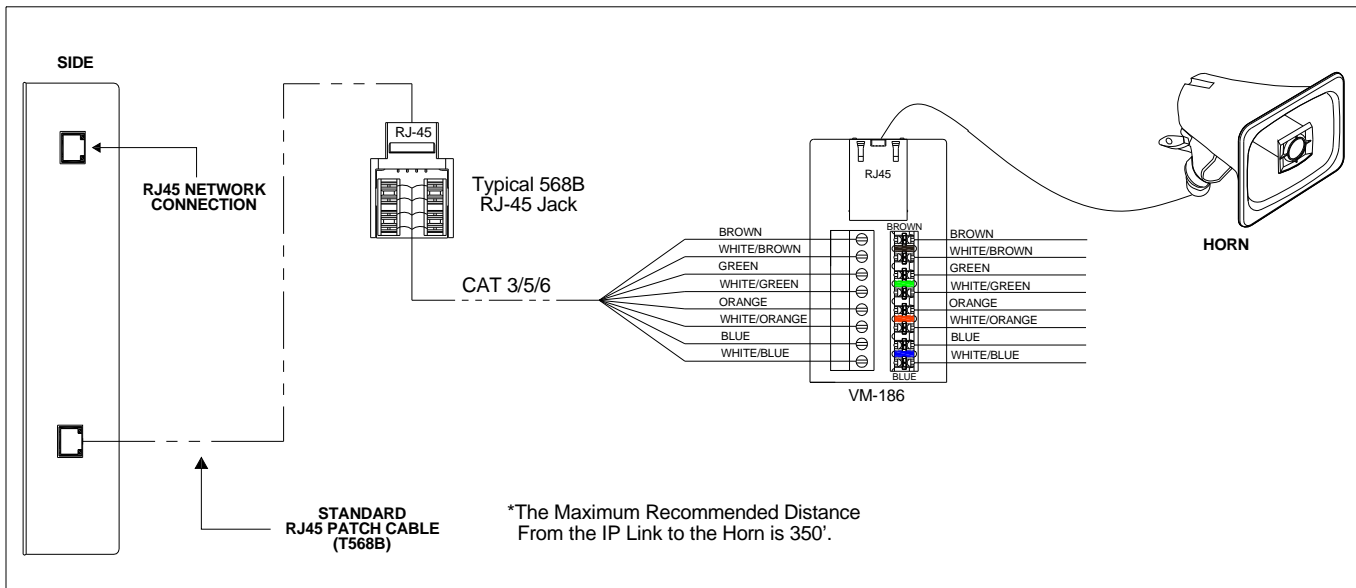 SIDE
RJ45 NETWORK
CONNECTION
STANDARD
RJ45 PATCH CABLE
(T568B)
RJ-45
Typical 568B
RJ-45 Jack
CAT 3/5/6
BROWN
WHITE/BROWN
GREEN
WHITE/GREEN
ORANGE
WHITE/ORANGE
BLUE
WHITE/BLUE
RJ45
BROWN
BLUE
VM-186
BROWN
WHITE/BROWN
GREEN
WHITE/GREEN
ORANGE
WHITE/ORANGE
BLUE
WHITE/BLUE
HORN
*The Maximum Recommended Distance
From the IP Link to the Horn is 350’.